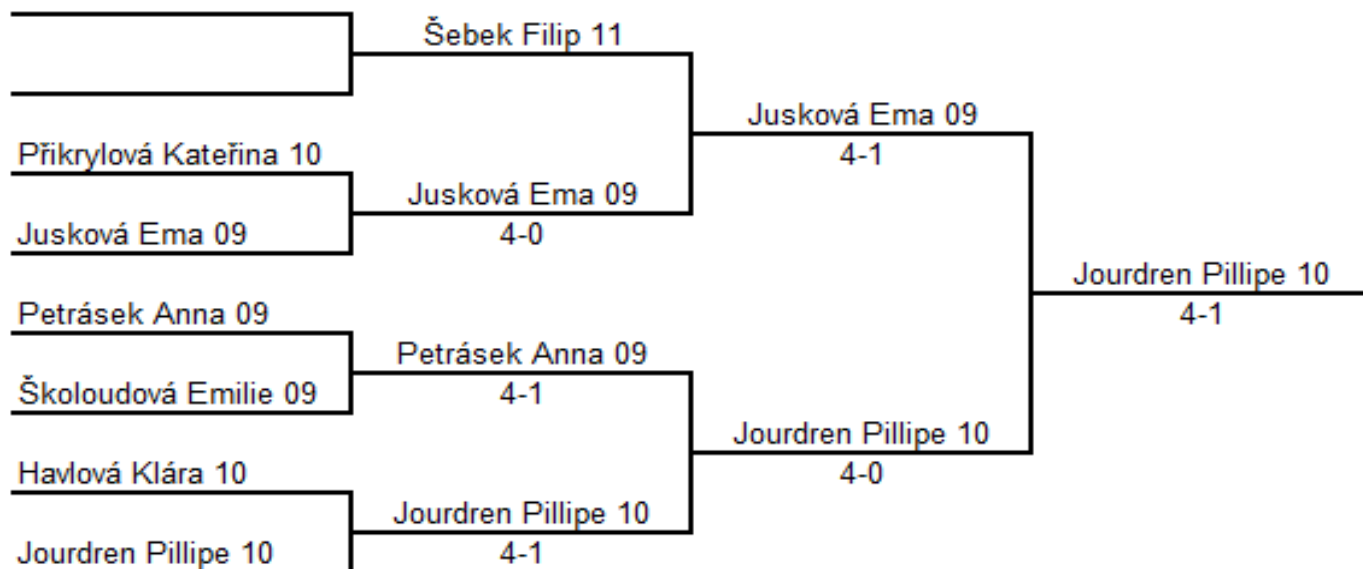 Šebek Filip 11
Jusková Ema 09
4-1
Přikrylová Kateřina 10
Jusková Ema 09
4-0
Jusková Ema 09
Jourdren Pillipe 10
4-1
Petrásek Anna 09
Petrásek Anna 09
4-1
Školoudová Emilie 09
Jourdren Pillipe 10
4-0
Havlová Klára 10
Jourdren Pillipe 10
4-1
Jourdren Pillipe 10